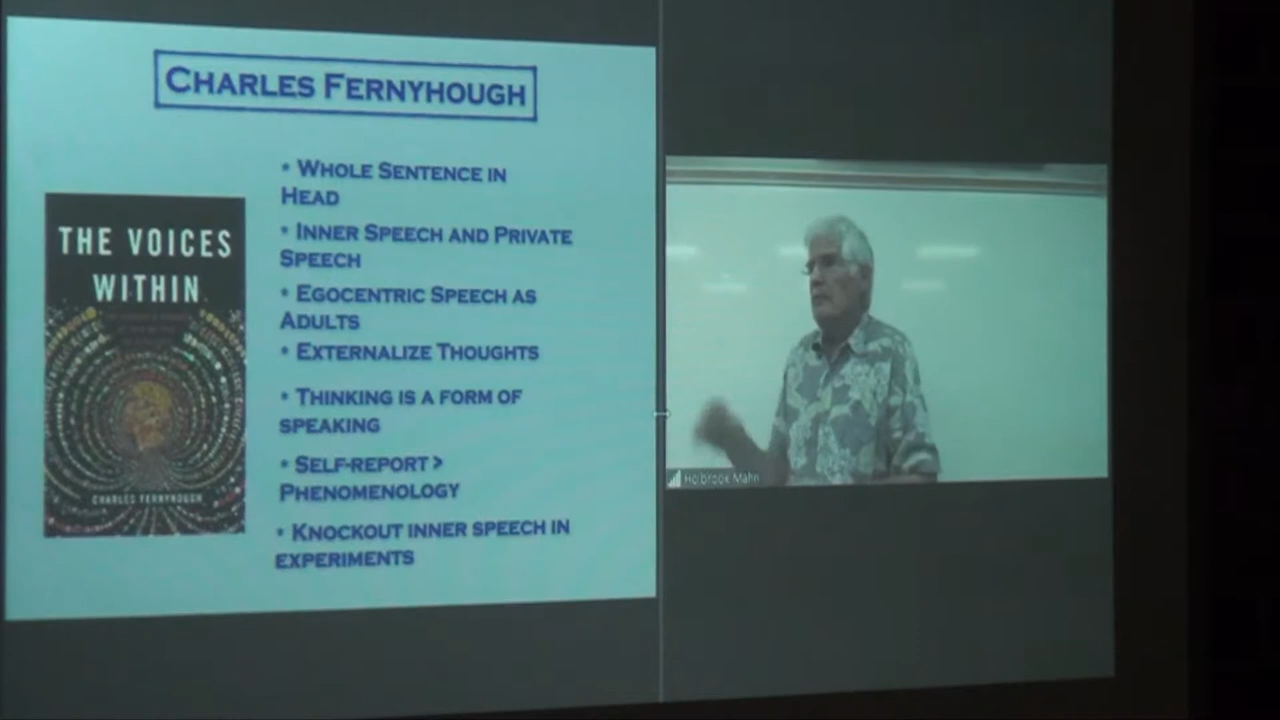 CHARLES FERNYHOUGH
THE VOICES
WITHIN
CHARLES FERNYHOUGH
* WHOLE SENTENCE IN
HEAD
* INNER SPEECH AND PRIVATE
SPEECH
* EGOCENTRIC SPEECH AS
ADULTS
* EXTERNALIZE THOUGHTS
* THINKING IS A FORM OF
SPEAKING
* SELF-REPORT >
PHENOMENOLOGY
* KNOCKOUT INNER SPEECH IN
EXPERIMENTS
Holbrook Mahn